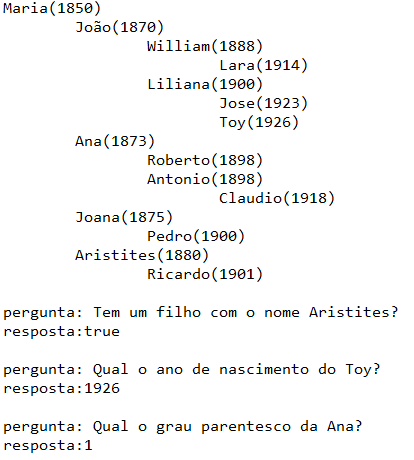 Maria(1850)
João(1870)
William(1888)
Lara(1914)
Liliana(1900)
Jose(1923)
Toy(1926)
Ana(1873)
Roberto(1898)
Antonio(1898)
Claudio(1918)
Joana(1875)
Pedro(1900)
Aristites(1880)
Ricardo(1901)
pergunta: Tem um filho com o nome Aristites?
resposta:true
pergunta: Qual o ano de nascimento do Toy?
resposta:1926
pergunta: Qual o grau parentesco da Ana?
resposta:1